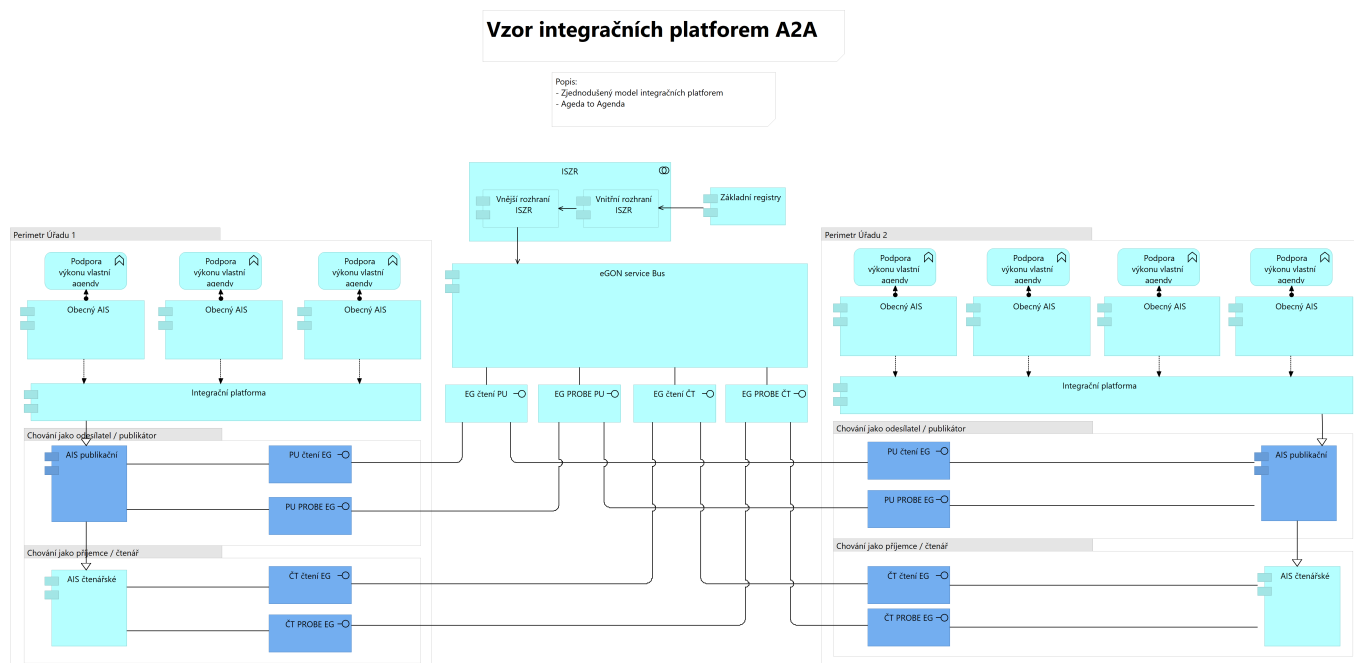 Vzor integračních platforem A2A
Popis:
- Zjednodušený model integračních platforem
- Ageda to Agenda
ISZR
Vnější rozhraní
ISZR
Vnitřní rozhraní
ISZR
Základní registry
Perimetr Úřadu 1
Podpora
výkonu vlastní
agendy
Podpora
výkonu vlastní
agendy
Podpora
výkonu vlastní
agendy
Obecný AIS
Obecný AIS
Obecný AIS
Integrační platforma
Chování jako odesílatel / publikátor
AIS publikační
PU čtení EG
PU PROBE EG
Chování jako příjemce / čtenář
AIS čtenářské
ČT čtení EG
ČT PROBE EG
eGON service Bus
EG čtení PU
EG PROBE PU
EG čtení ČT
EG PROBE ČT
Perimetr Úřadu 2
Podpora
výkonu vlastní
agendy
Podpora
výkonu vlastní
agendy
Podpora
výkonu vlastní
agendy
Podpora
výkonu vlastní
agendy
Obecný AIS
Obecný AIS
Obecný AIS
Obecný AIS
Integrační platforma
Chování jako odesílatel / publikátor
PU čtení EG
AIS publikační
PU PROBE EG
Chování jako příjemce / čtenář
ČT čtení EG
AIS čtenářské
ČT PROBE EG